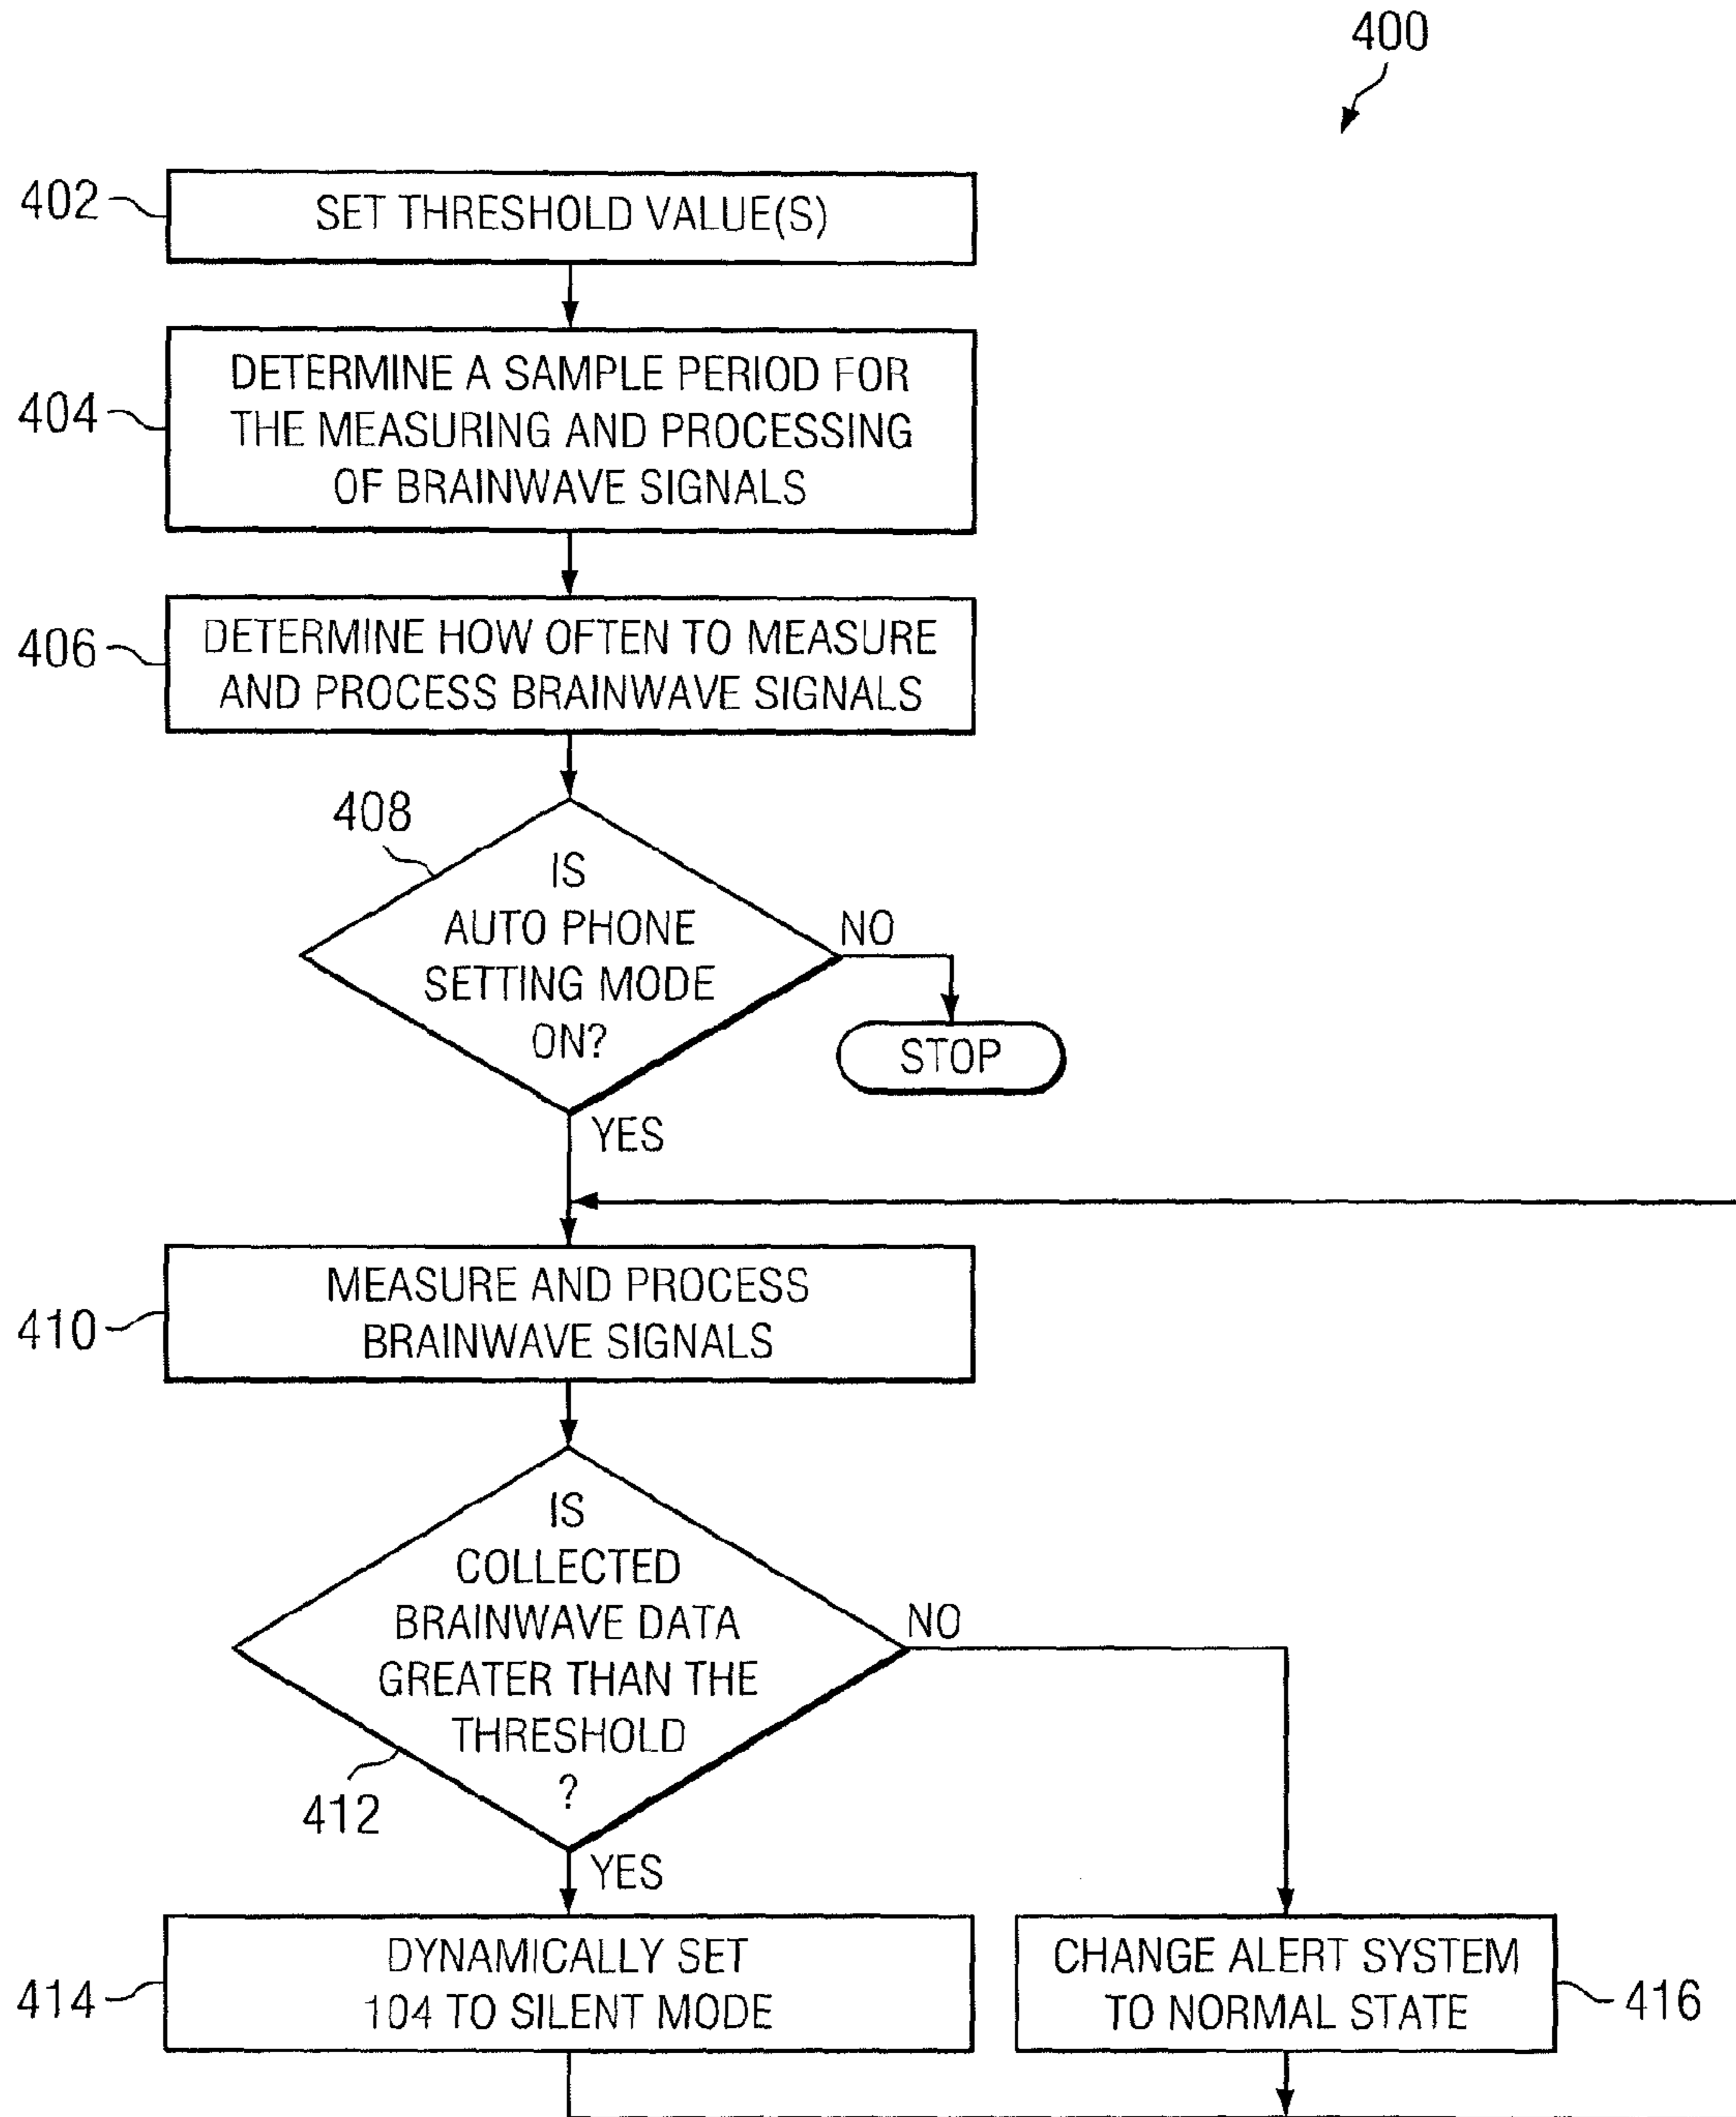 400
402
SET THRESHOLD VALUE(S)
404
DETERMINE A SAMPLE PERIOD FOR
THE MEASURING AND PROCESSING
OF BRAINWAVE SIGNALS
406
DETERMINE HOW OFTEN TO MEASURE
AND PROCESS BRAINWAVE SIGNALS
408
IS
AUTO PHONE
SETTING MODE
ON?
NO
STOP
YES
410
MEASURE AND PROCESS
BRAINWAVE SIGNALS
IS
COLLECTED
BRAINWAVE DATA
GREATER THAN THE
THRESHOLD
?
412
NO
YES
414
DYNAMICALLY SET
104 TO SILENT MODE
CHANGE ALERT SYSTEM
TO NORMAL STATE
416